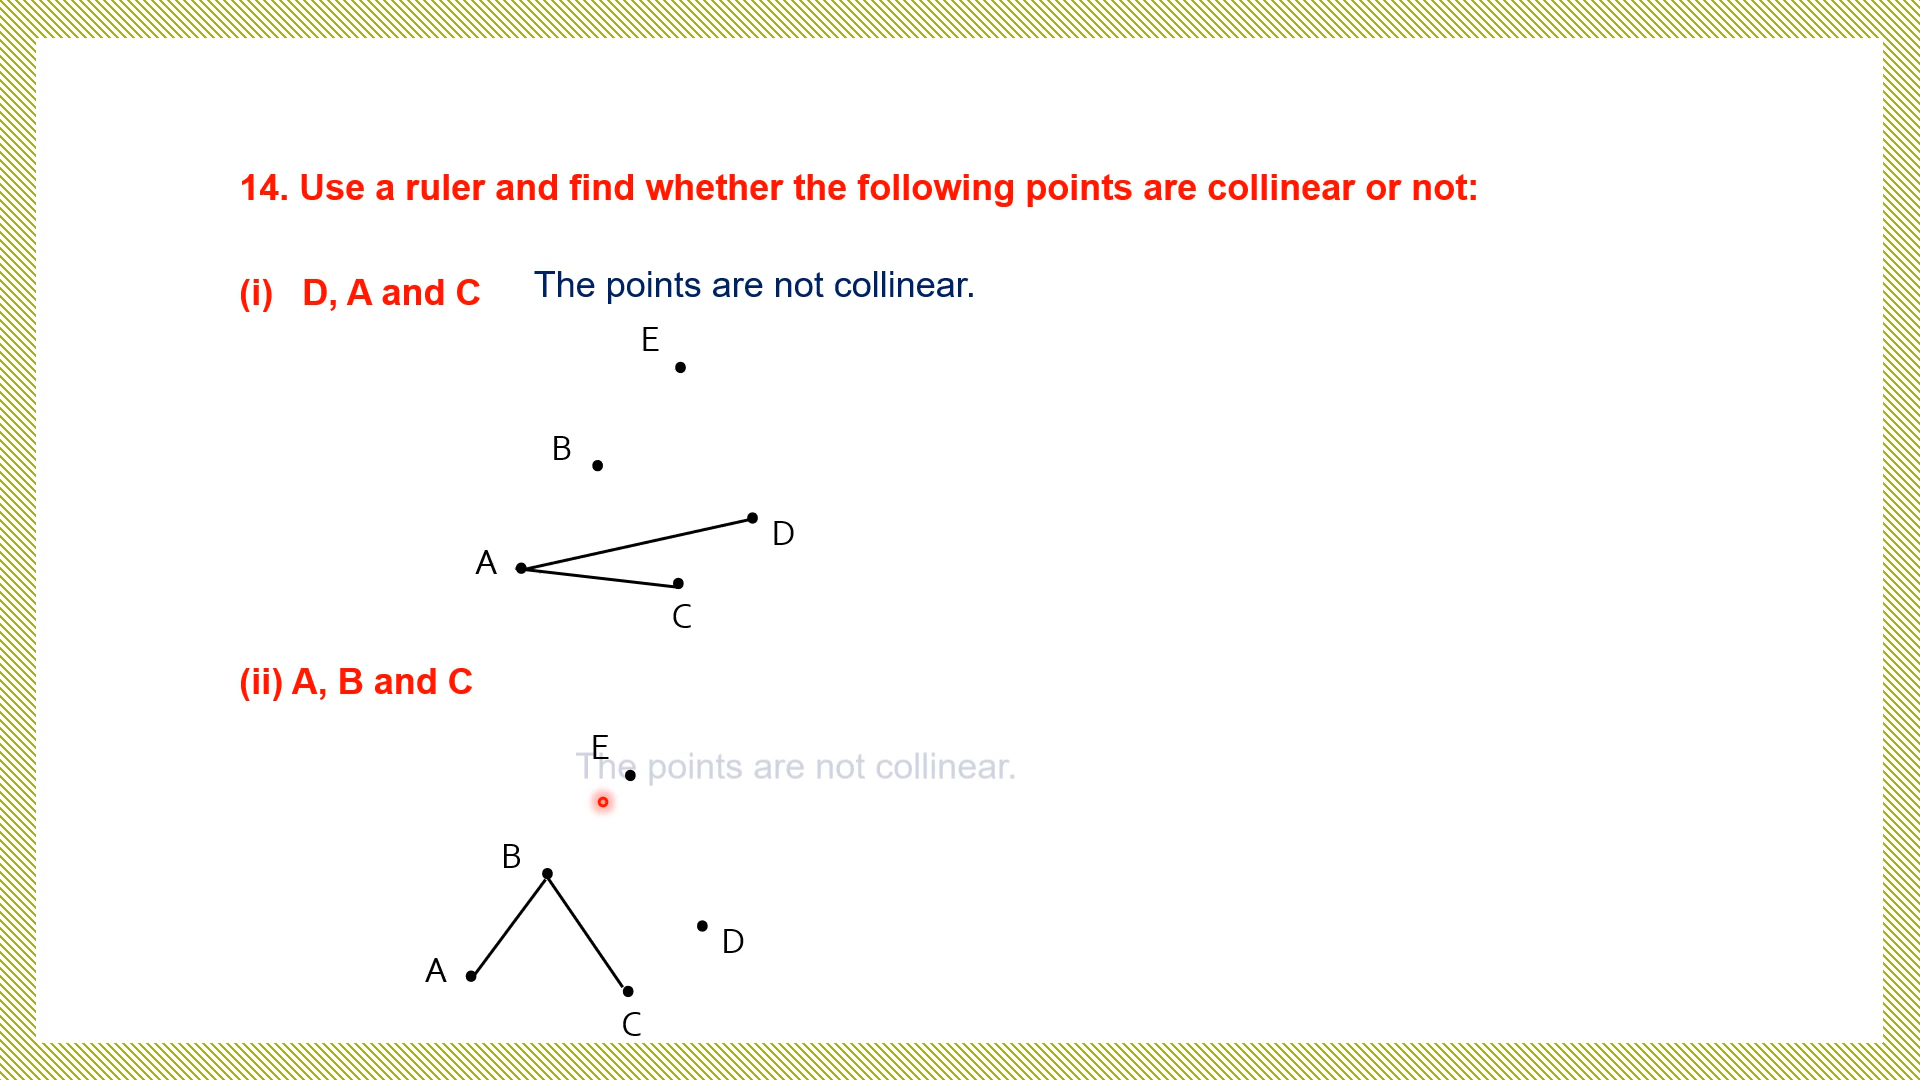 14. Use a ruler and find whether the following points are collinear or not:
(i) D, A and C The points are not collinear.
E
B
D
A
C
(ii) A, B and C
E
The points are not collinear.
B
D
A
C